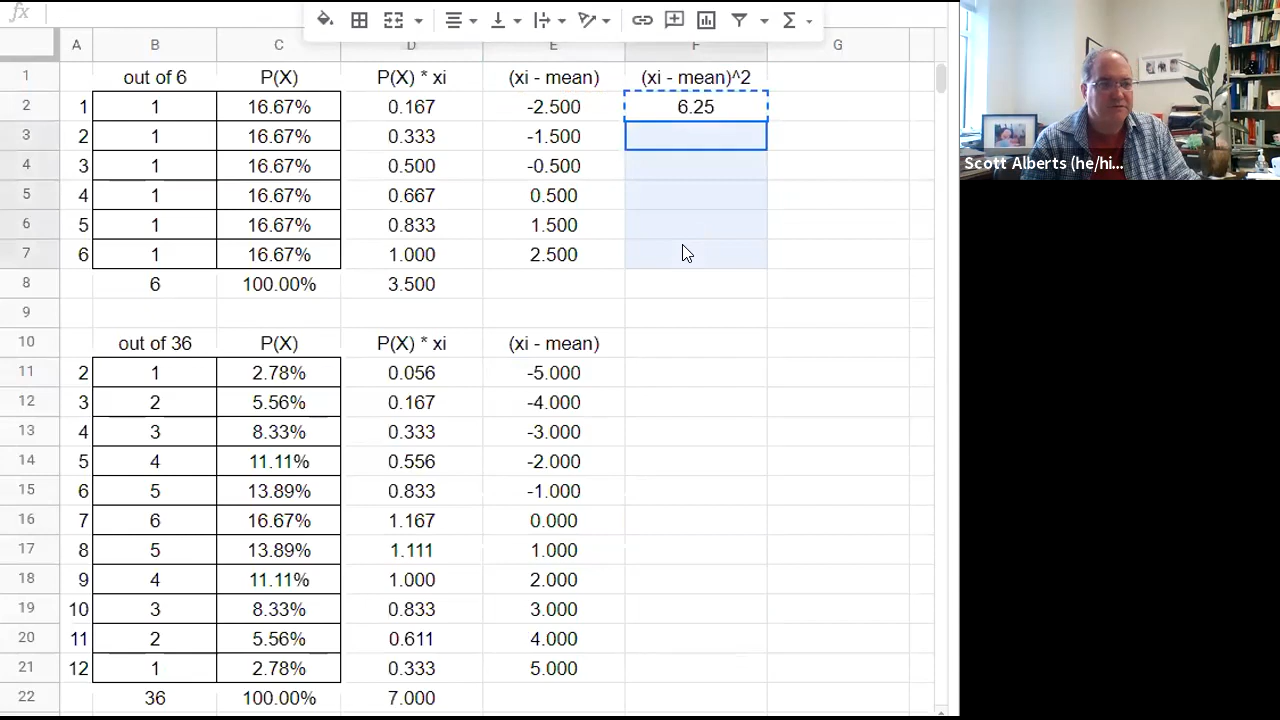 fx
A B C D E F G
1 out of 6 P(X) P(X) * xi (xi - mean) (xi - mean)^2
2 1 1 16.67% 0.167 -2.500 6.25
3 2 1 16.67% 0.333 -1.500
4 3 1 16.67% 0.500 -0.500
5 4 1 16.67% 0.667 0.500
6 5 1 16.67% 0.833 1.500
7 6 1 16.67% 1.000 2.500
8 6 100.00% 3.500
9
10 out of 36 P(X) P(X) * xi (xi - mean)
11 2 1 2.78% 0.056 -5.000
12 3 2 5.56% 0.167 -4.000
13 4 3 8.33% 0.333 -3.000
14 5 4 11.11% 0.556 -2.000
15 6 5 13.89% 0.833 -1.000
16 7 6 16.67% 1.167 0.000
17 8 5 13.89% 1.111 1.000
18 9 4 11.11% 1.000 2.000
19 10 3 8.33% 0.833 3.000
20 11 2 5.56% 0.611 4.000
21 12 1 2.78% 0.333 5.000
22 36 100.00% 7.000
Scott Alberts (he/hi...